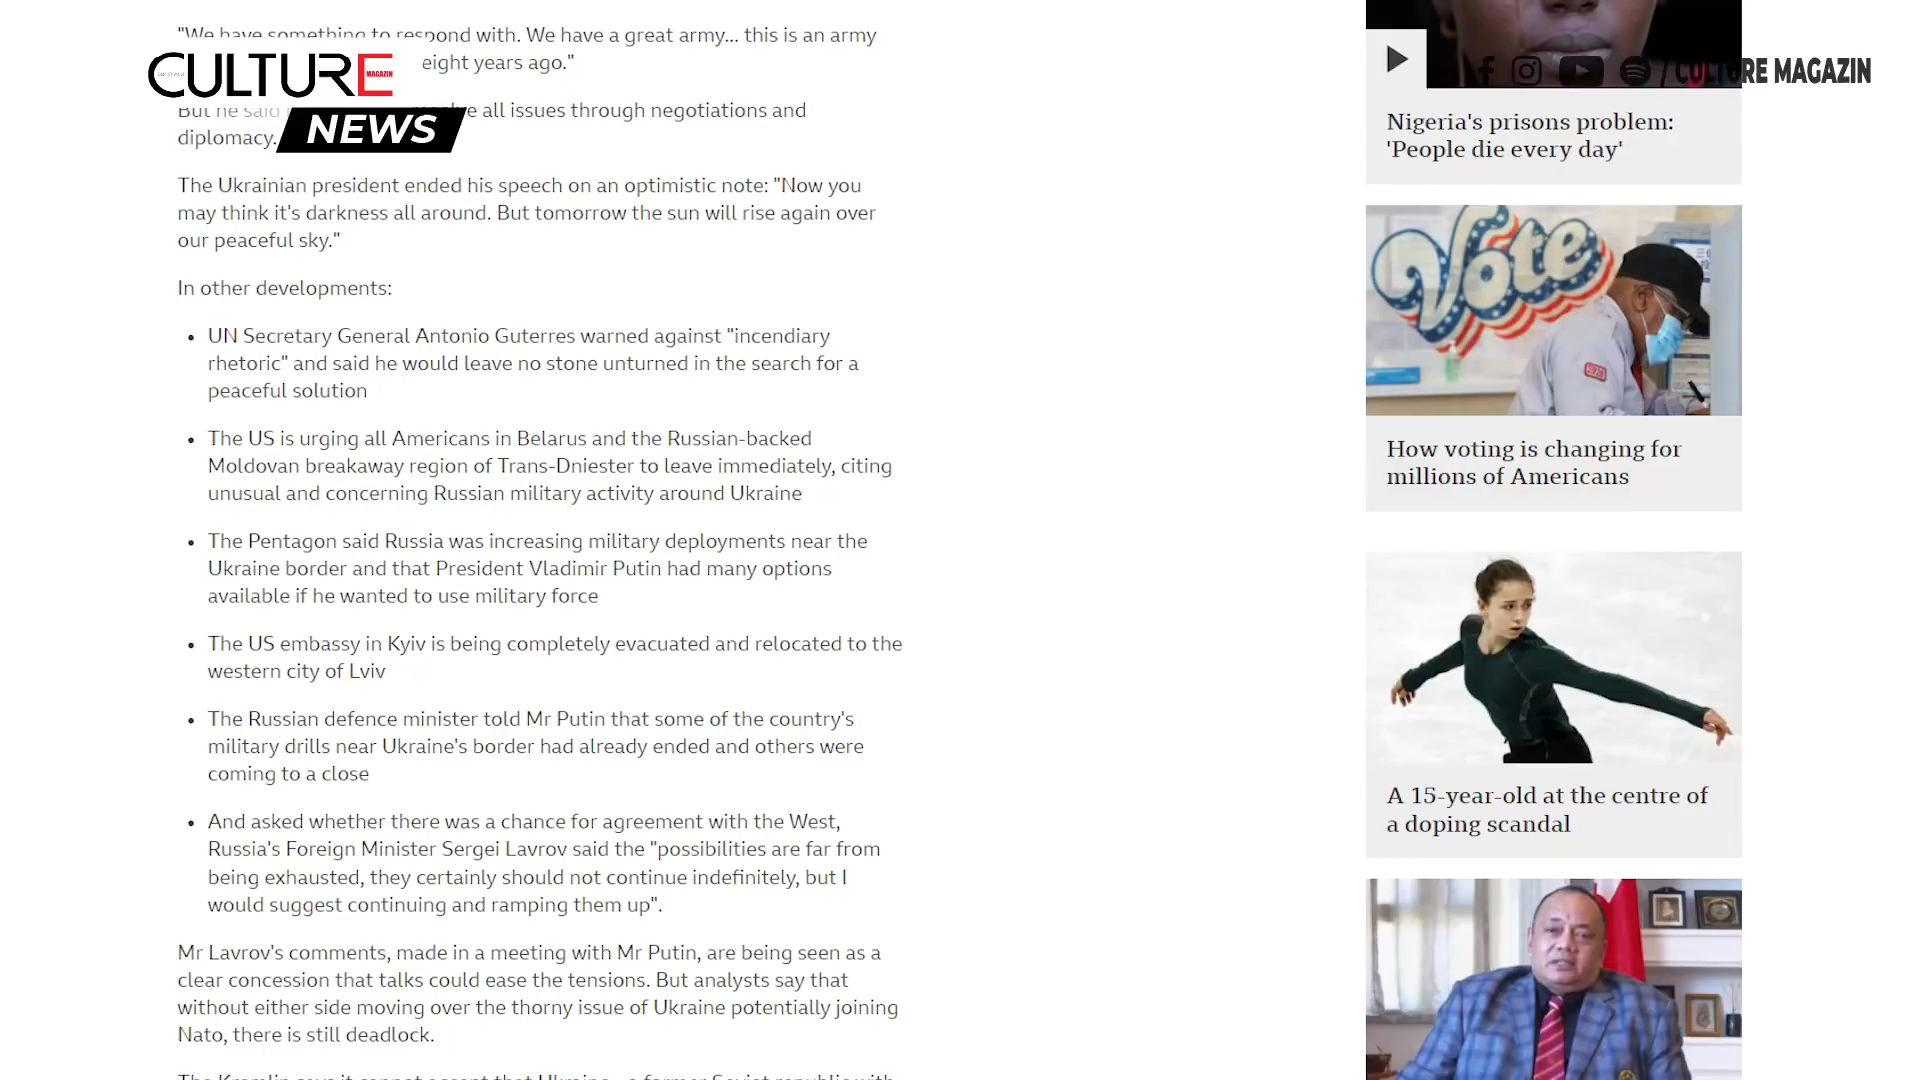 "We have something to respond with. We have a great army... this is an army
eight years ago."
But he said all issues through negotiations and
diplomacy.
CULTURE
MAGAZIN
NEWS
The Ukrainian president ended his speech on an optimistic note: "Now you
may think it's darkness all around. But tomorrow the sun will rise again over
our peaceful sky."
In other developments:
• UN Secretary General Antonio Guterres warned against "incendiary
rhetoric" and said he would leave no stone unturned in the search for a
peaceful solution
• The US is urging all Americans in Belarus and the Russian-backed
Moldovan breakaway region of Trans-Dniester to leave immediately, citing
unusual and concerning Russian military activity around Ukraine
• The Pentagon said Russia was increasing military deployments near the
Ukraine border and that President Vladimir Putin had many options
available if he wanted to use military force
• The US embassy in Kyiv is being completely evacuated and relocated to the
western city of Lviv
• The Russian defence minister told Mr Putin that some of the country's
military drills near Ukraine's border had already ended and others were
coming to a close
• And asked whether there was a chance for agreement with the West,
Russia's Foreign Minister Sergei Lavrov said the "possibilities are far from
being exhausted, they certainly should not continue indefinitely, but I
would suggest continuing and ramping them up".
Mr Lavrov's comments, made in a meeting with Mr Putin, are being seen as a
clear concession that talks could ease the tensions. But analysts say that
without either side moving over the thorny issue of Ukraine potentially joining
Nato, there is still deadlock.
The Kremlin says it cannot accept that Ukraine - a former Soviet republic with
/ CULTURE MAGAZIN
Nigeria's prisons problem:
'People die every day'
Vote
How voting is changing for
millions of Americans
A 15-year-old at the centre of
a doping scandal